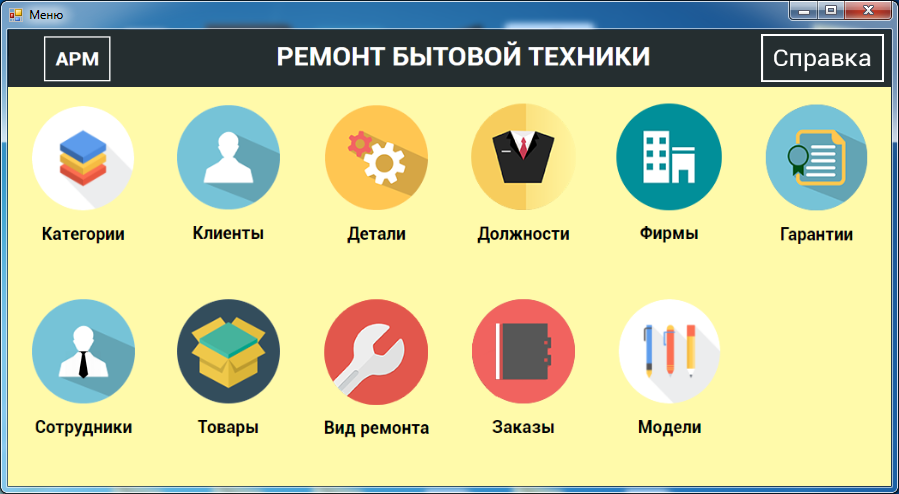 Меню
АРМ
РЕМОНТ БЫТОВОЙ ТЕХНИКИ
Справка
Категории
Клиенты
Детали
Должности
Фирмы
Гарантии
Сотрудники
Товары
Вид ремонта
Заказы
Модели